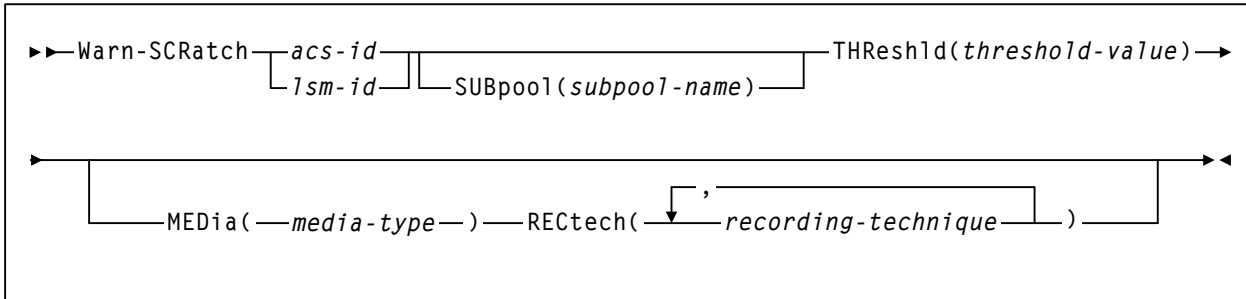 Warn-SCRatch acs-id THReshld(threshold-value)
lsm-id SUBpool(subpool-name)
,
MEDia( media-type ) RECtech( recording-technique )